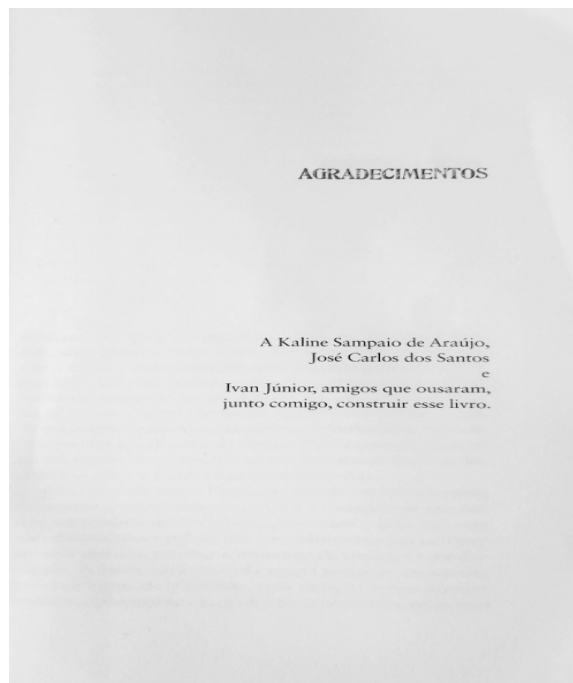 AGRADECIMENTOS
A Kaline Sampaio de Araújo,
José Carlos dos Santos
e
Ivan Júnior, amigos que ousaram,
junto comigo, construir esse livro.